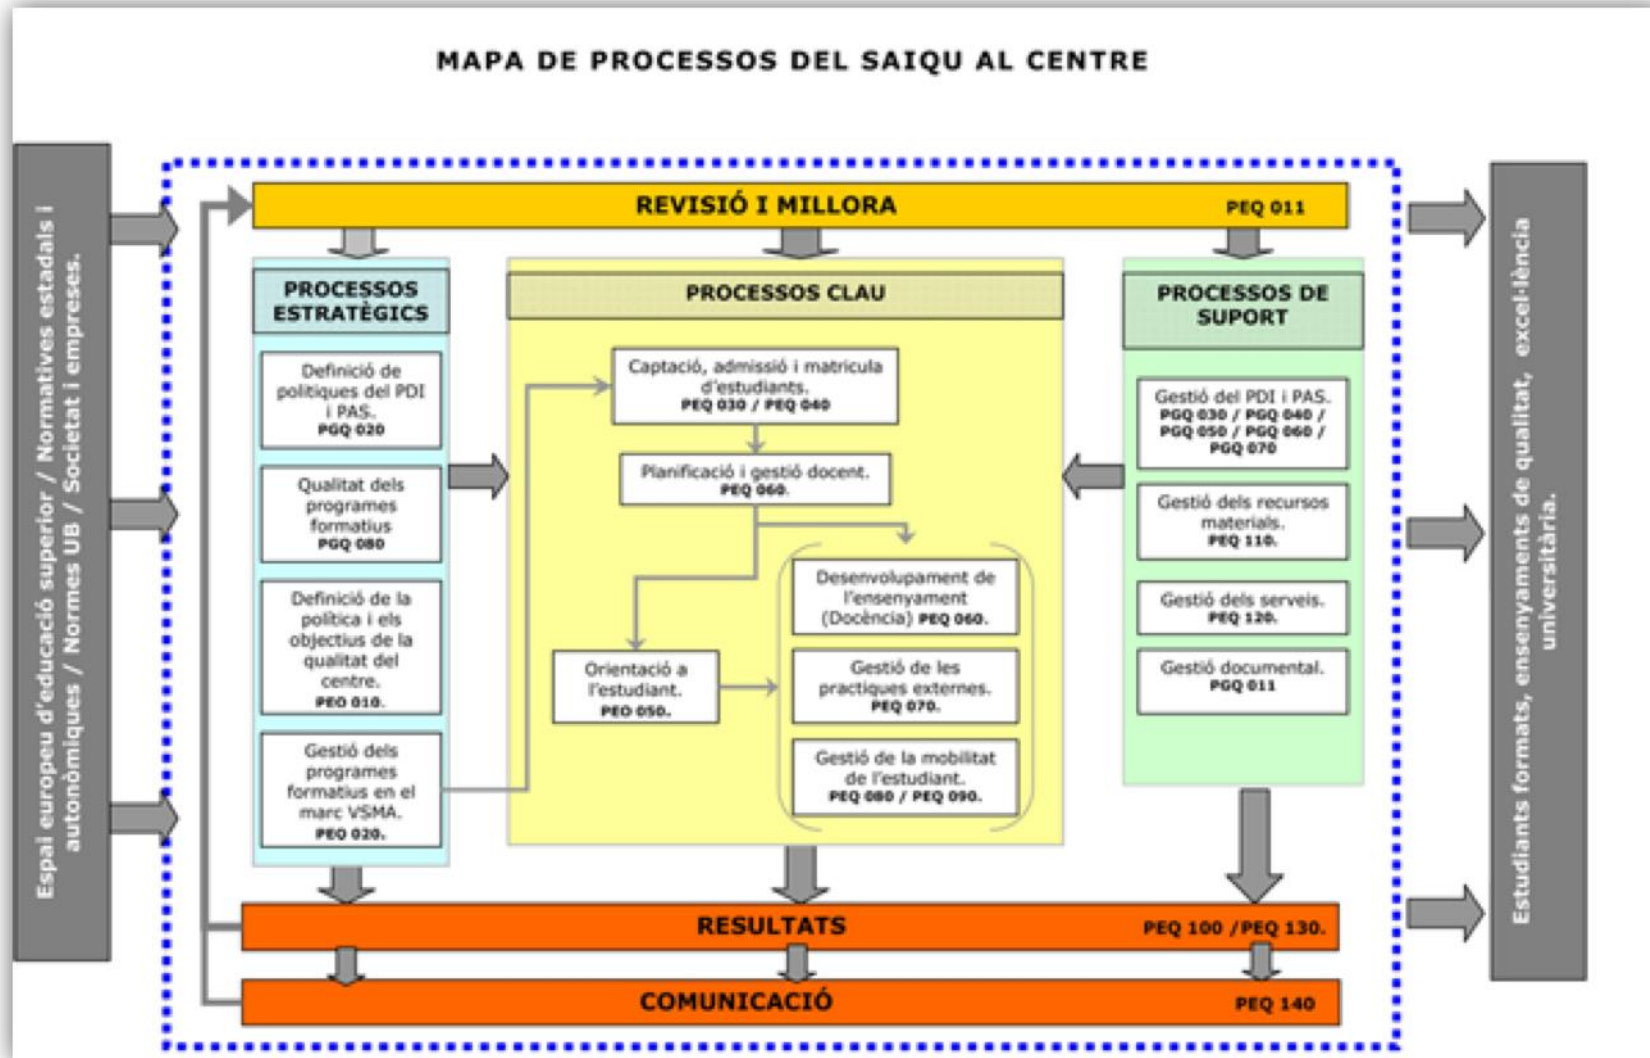 MAPA DE PROCESSOS DEL SAIQU AL CENTRE
Espai europeu d'educació superior / Normatives estadals i
autonòmiques / Normes UB / Societat i empreses.
REVISIÓ I MILLORA
PEQ 011
PROCESSOS
ESTRATÈGICS
Definició de
polítiques del PDI
i PAS.
PGQ 020
Qualitat dels
programes
formatius
PGQ 080
Definició de la
política i els
objectius de la
qualitat del
centre.
PEO 010.
Gestió dels
programes
formatius en el
marc VSMA.
PEQ 020.
PROCESSOS CLAU
Captació, admissió i matricula
d'estudiants.
PEQ 030 / PEQ 040
Planificació i gestió docent.
PEQ 060.
Orientació a
l'estudiant.
PEO 050.
Desenvolupament de
l'ensenyament
(Docència) PEQ 060.
Gestió de les
practiques externes.
PEQ 070.
Gestió de la mobilitat
de l'estudiant.
PEQ 080 / PEQ 090.
PROCESSOS DE
SUPORT
Gestió del PDI i PAS.
PGQ 030 / PGQ 040 /
PGQ 050 / PGQ 060 /
PGQ 070
Gestió dels recursos
materials.
PEQ 110.
Gestió dels serveis.
PEQ 120.
Gestió documental.
PGQ 011
RESULTATS
PEQ 100 /PEQ 130.
COMUNICACIÓ
PEQ 140
Estudiants formats, ensenyaments de qualitat, excel·lència
universitària.